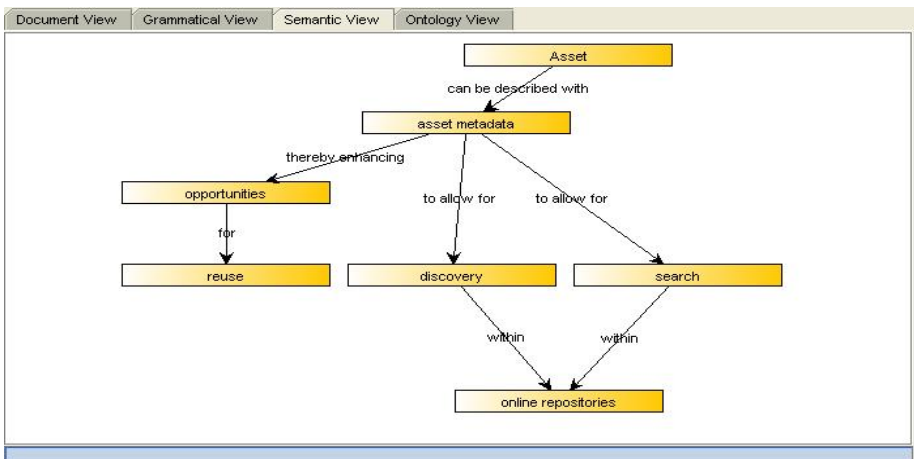 Document View Grammatical View Semantic View Ontology View
Asset
can be described with
asset metadata
thereby enhancing
opportunities
to allow for to allow for
for
reuse discovery search
within within
online repositories